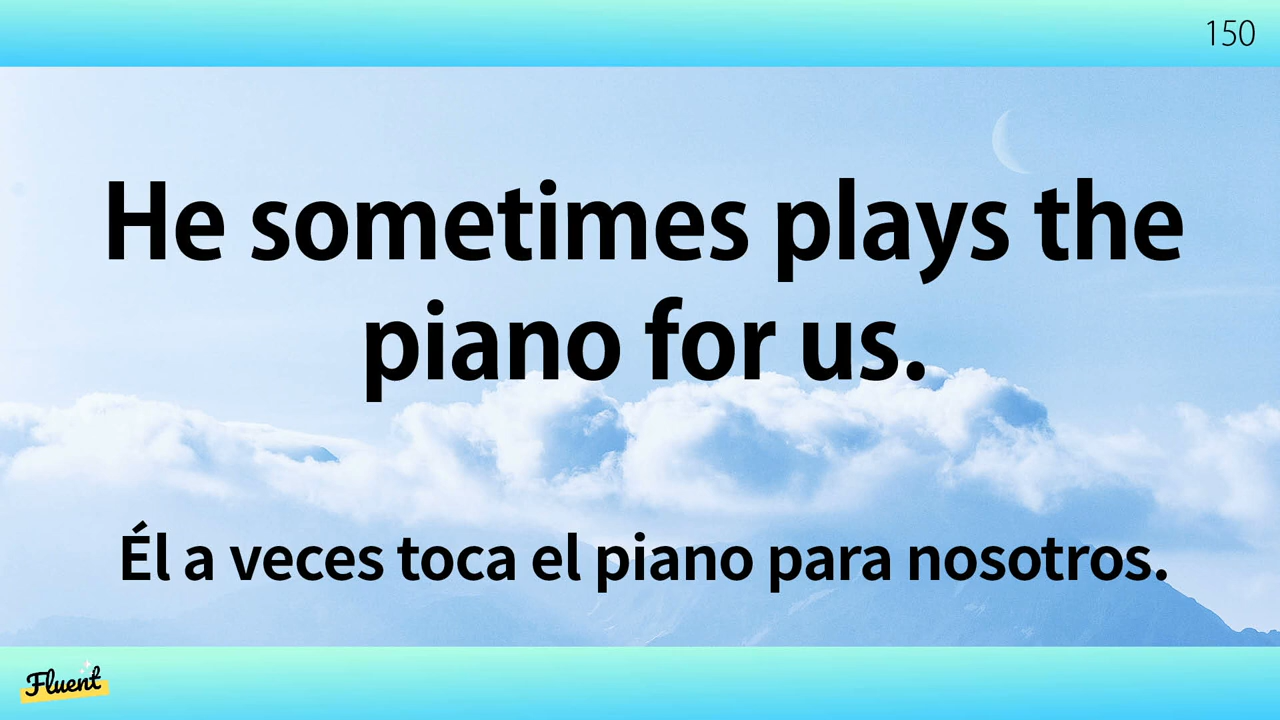 150
He sometimes plays the
piano for us.
Él a veces toca el piano para nosotros.
Fluent